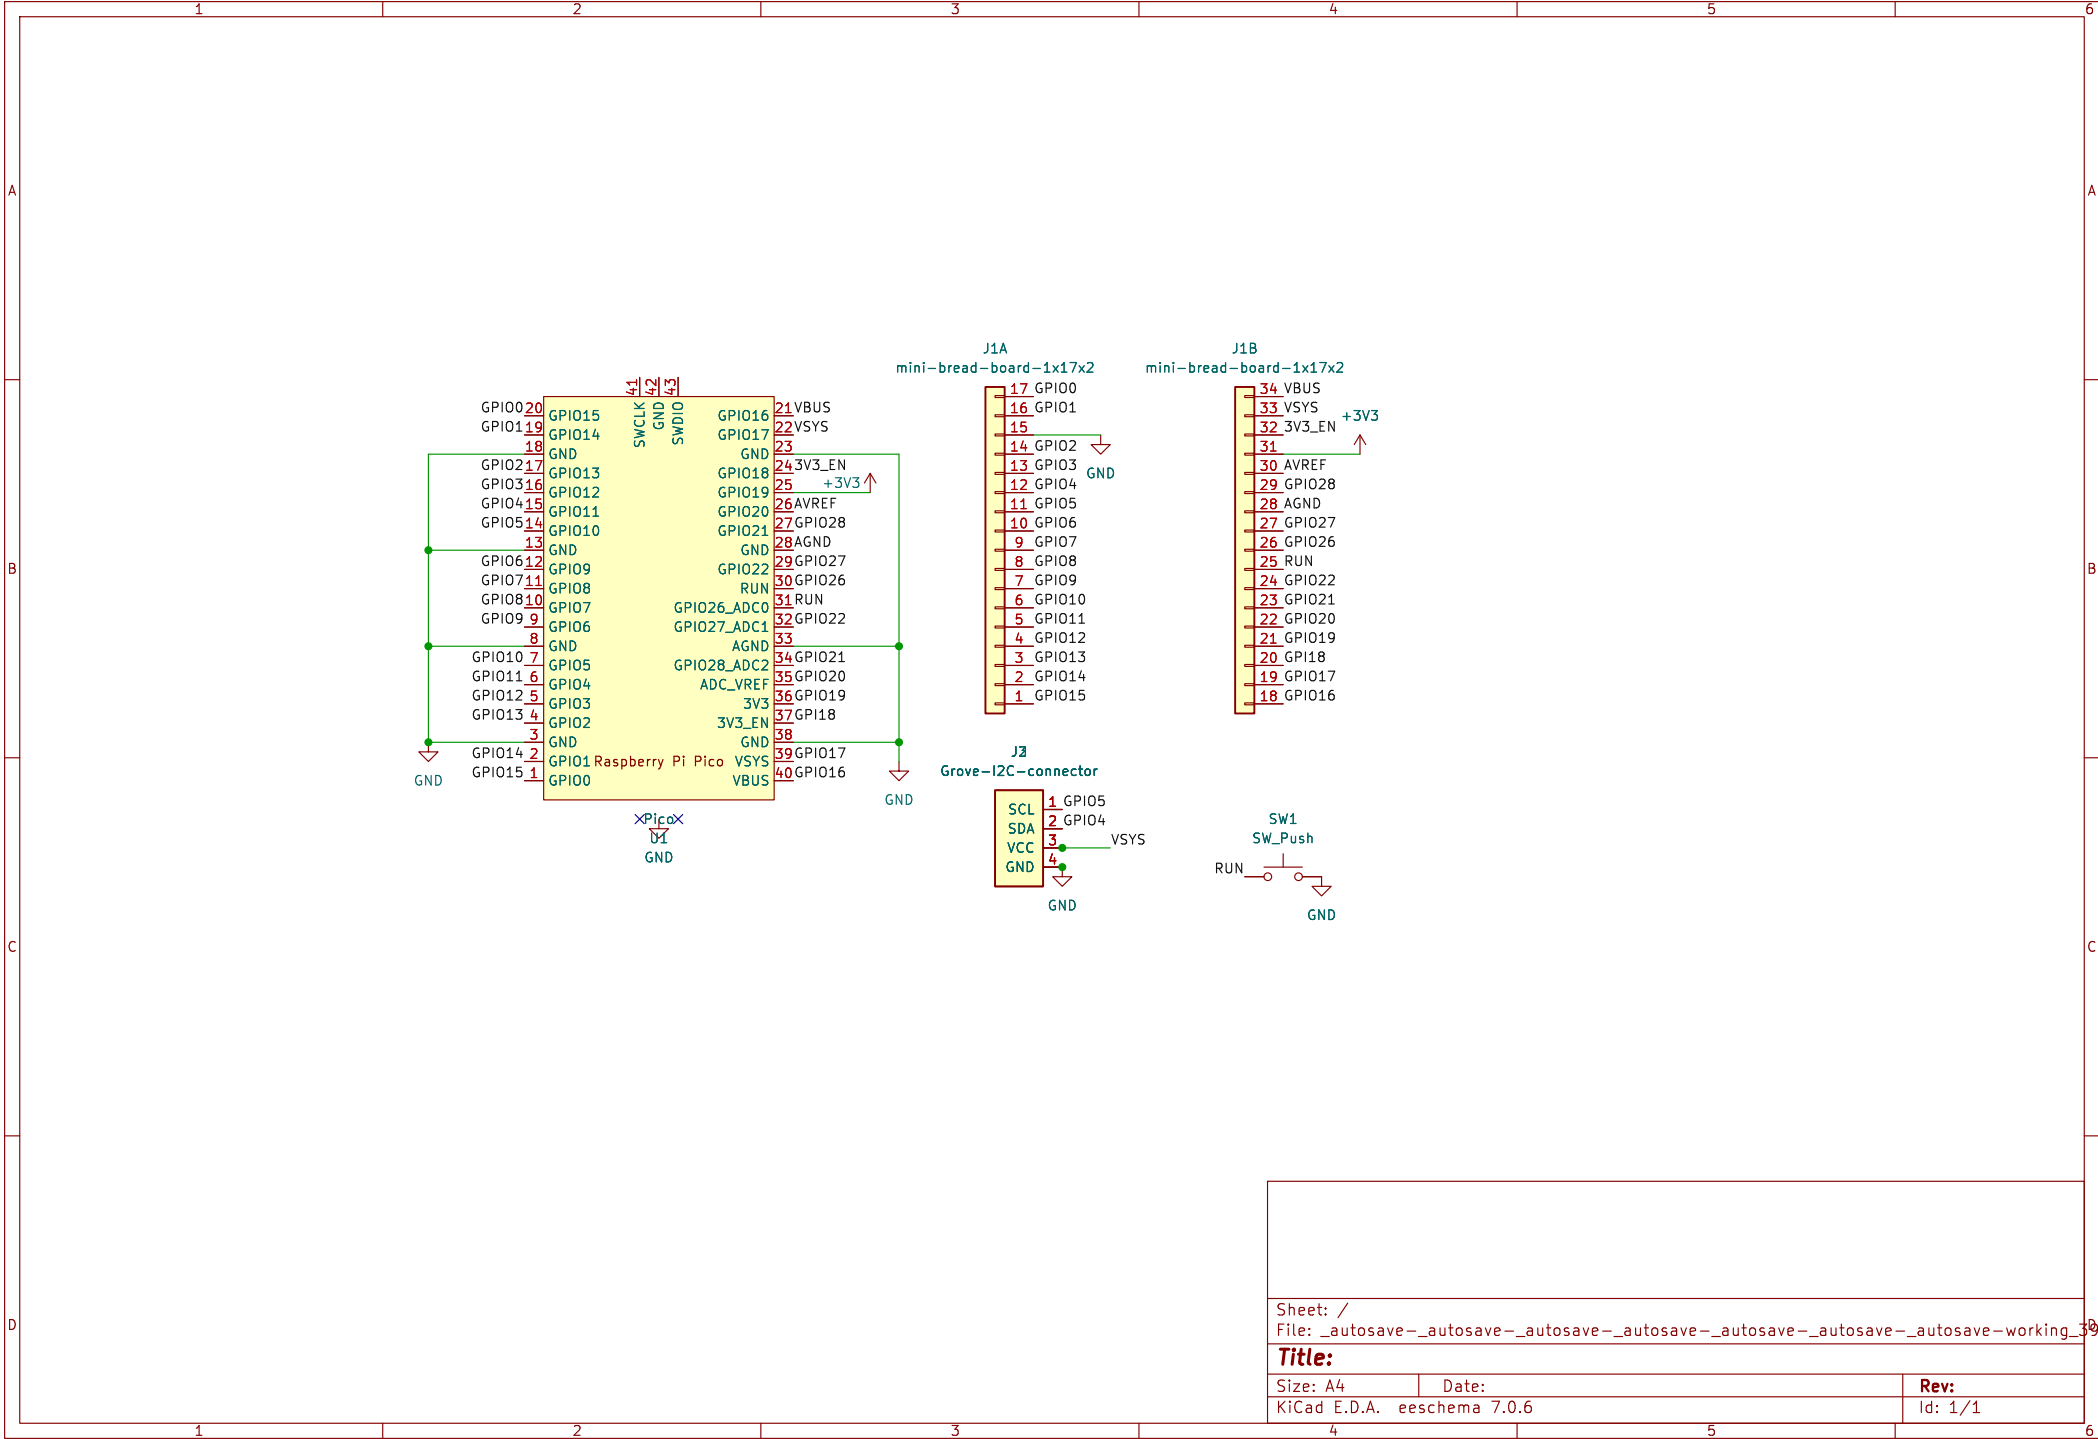 1 2 3 4 5 6
A A
B B
C C
D D
J1A
mini-bread-board-1x17x2
17 GPIO0
16 GPIO1
15
14 GPIO2
13 GPIO3
12 GPIO4
11 GPIO5
10 GPIO6
9 GPIO7
8 GPIO8
7 GPIO9
6 GPIO10
5 GPIO11
4 GPIO12
3 GPIO13
2 GPIO14
1 GPIO15
GND
J1B
mini-bread-board-1x17x2
34 VBUS
33 VSYS
32 3V3_EN
31
30 AVREF
29 GPIO28
28 AGND
27 GPIO27
26 GPIO26
25 RUN
24 GPIO22
23 GPIO21
22 GPIO20
21 GPIO19
20 GPI18
19 GPIO17
18 GPIO16
+3V3
41 42 43
SWCLK GND SWDIO
GPIO0 20 GPIO15
GPIO1 19 GPIO14
18 GND
GPIO2 17 GPIO13
GPIO3 16 GPIO12
GPIO4 15 GPIO11
GPIO5 14 GPIO10
13 GND
GPIO6 12 GPIO9
GPIO7 11 GPIO8
GPIO8 10 GPIO7
GPIO9 9 GPIO6
8 GND
GPIO10 7 GPIO5
GPIO11 6 GPIO4
GPIO12 5 GPIO3
GPIO13 4 GPIO2
3 GND
GPIO14 2 GPIO1
GPIO15 1 GPIO0
GND
GPIO16 21 VBUS
GPIO17 22 VSYS
GND 23
GPIO18 24 3V3_EN
GPIO19 25
+3V3
GPIO20 26 AVREF
GPIO21 27 GPIO28
GND 28 AGND
GPIO22 29 GPIO27
RUN 30 GPIO26
GPIO26_ADC0 31 RUN
GPIO27_ADC1 32 GPIO22
AGND 33
GPIO28_ADC2 34 GPIO21
ADC_VREF 35 GPIO20
3V3 36 GPIO19
3V3_EN 37 GPI18
GND 38
VSYS 39 GPIO17
VBUS 40 GPIO16
GND
Raspberry Pi Pico
Pico
U1
GND
Grove-I2C-connector
SCL 1 GPIO5
SDA 2 GPIO4
VCC 3 VSYS
GND 4
GND
SW1
SW_Push
RUN
GND
Sheet: /
File: _autosave-_autosave-_autosave-_autosave-_autosave-_autosave-_autosave-working_39
Title:
Size: A4 Date: Rev:
KiCad E.D.A. eeschema 7.0.6 Id: 1/1
1 2 3 4 5 6